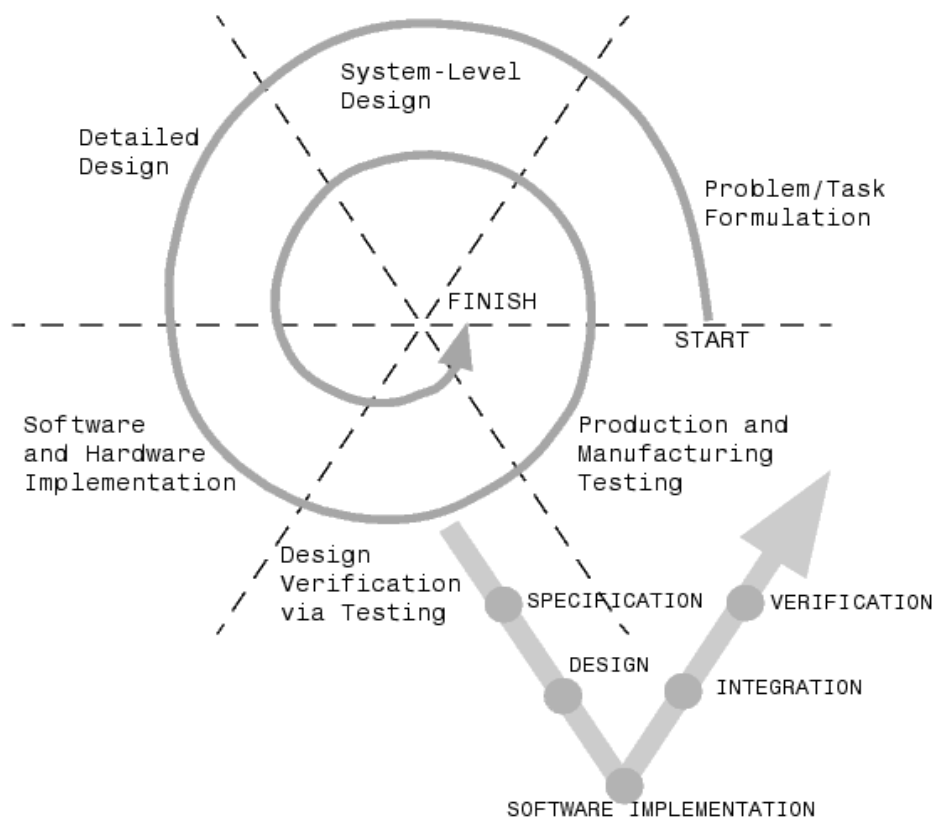 System-Level
Design
Detailed
Design
Problem/Task
Formulation
FINISH
START
Software
and Hardware
Implementation
Production and
Manufacturing
Testing
Design
Verification
via Testing
SPECIFICATION
VERIFICATION
DESIGN
INTEGRATION
SOFTWARE IMPLEMENTATION